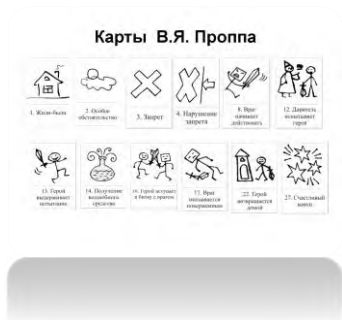 Карты В.Я. Проппа
1. Жили-были
2. Особое
обстоятельство
3. Запрет
4. Нарушение
запрета
8. Враг
начинает
действовать
12. Даритель
испытывает
героя
13. Герой
выдерживает
испытание
14. Получение
волшебного
средства
16. Герой вступает
в битву с врагом
17. Враг
оказывается
поверженным
22. Герой
возвращается
домой
27. Счастливый
конец